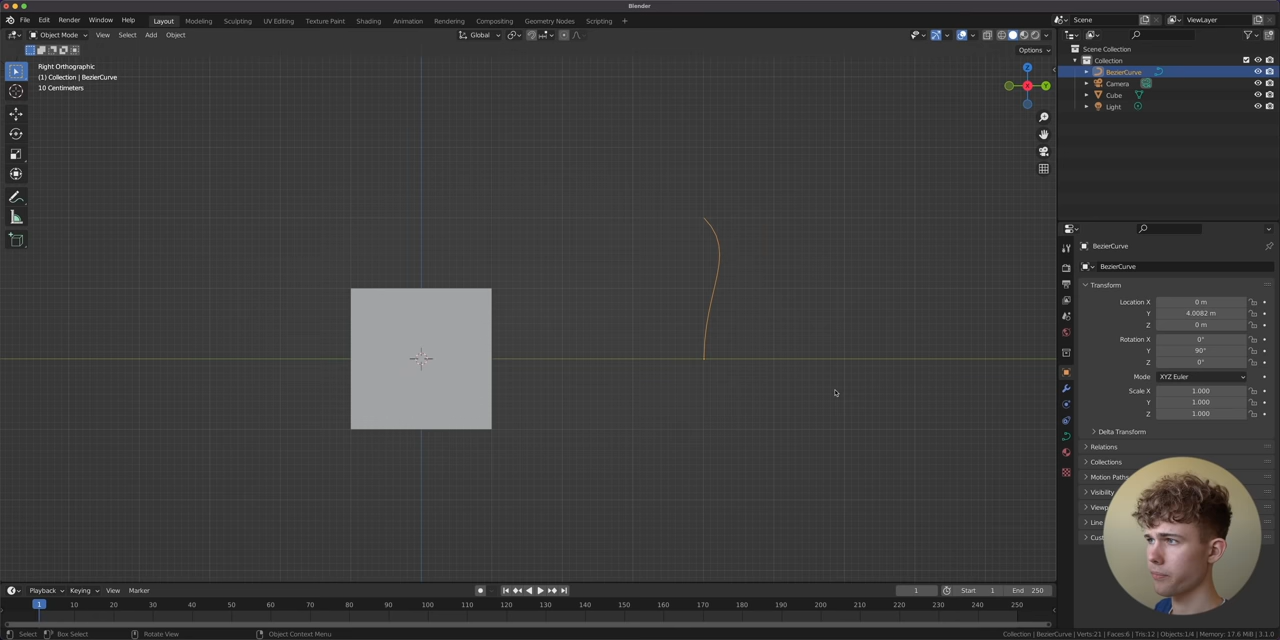 Blender
File Edit Render Window Help Layout Modeling Sculpting UV Editing Texture Paint Shading Animation Rendering Compositing Geometry Nodes Scripting + Scene ViewLayer
Object Mode View Select Add Object Global
Options
Right Orthographic
(1) Collection | BezierCurve
10 Centimeters
Z
X
Y
Scene Collection
Collection
BezierCurve
Camera
Cube
Light
BezierCurve
BezierCurve
Transform
Location X 0 m
Y 4.0082 m
Z 0 m
Rotation X 0°
Y 90°
Z 0°
Mode XYZ Euler
Scale X 1.000
Y 1.000
Z 1.000
Delta Transform
Relations
Collections
Motion Paths
Visibility
Line
Playback Keying View Marker 1 Start 1 End 250
1 10 20 30 40 50 60 70 80 90 100 110 120 130 140 150 160 170 180 190 200 210 220 230 240 250
Select Box Select Rotate View Object Context Menu Collection | BezierCurve | Verts:21 | Faces:6 | Tris:12 | Objects:1/4 | Memory: 17.6 MiB | 3.1.0